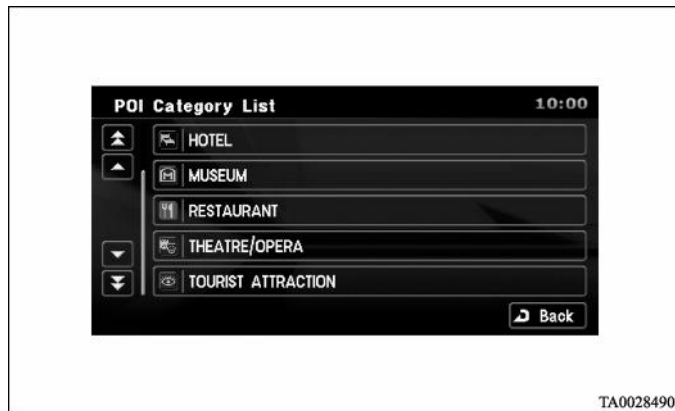 POI Category List 10:00
HOTEL
MUSEUM
RESTAURANT
THEATRE/OPERA
TOURIST ATTRACTION
Back
TA0028490